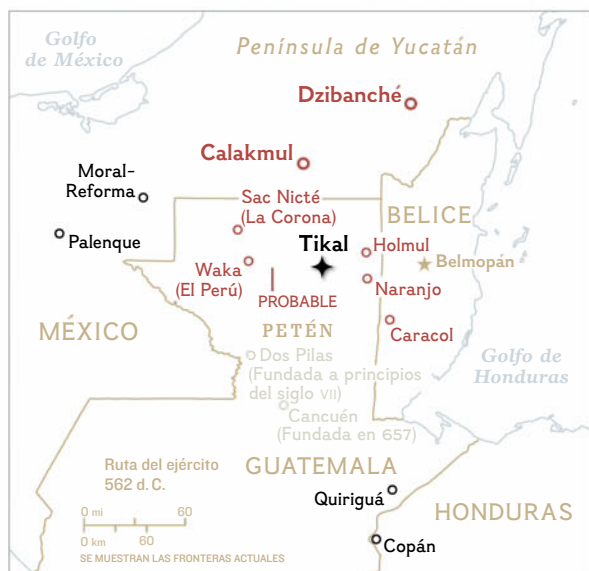 Golfo
de México
Península de Yucatán
Dzibanché
Calakmul
Moral-
Reforma
Sac Nicté
(La Corona)
BELICE
Palenque
Tikal
Holmul
Belmopán
Waka
(El Perú)
PROBABLE
Naranjo
MÉXICO
PETÉN
Caracol
Dos Pilas
(Fundada a principios
del siglo VII)
Golfo de
Honduras
Cancuén
(Fundada en 657)
GUATEMALA
Ruta del ejército
562 d. C.
Quiriguá
HONDURAS
0 mi 60
0 km 60
Copán
SE MUESTRAN LAS FRONTERAS ACTUALES